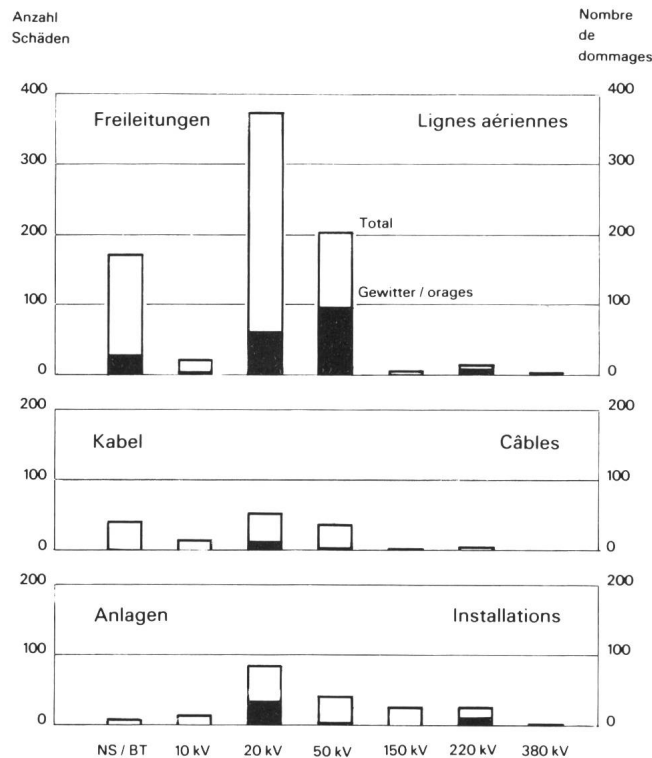 Anzahl
Schäden
Nombre
de
dommages
400 400
Freileitungen Lignes aériennes
300 300
Total
200 200
Gewitter / orages
100 100
0 0
200 200
Kabel Câbles
100 100
0 0
200 200
Anlagen Installations
100 100
0 0
NS / BT 10 kV 20 kV 50 kV 150 kV 220 kV 380 kV